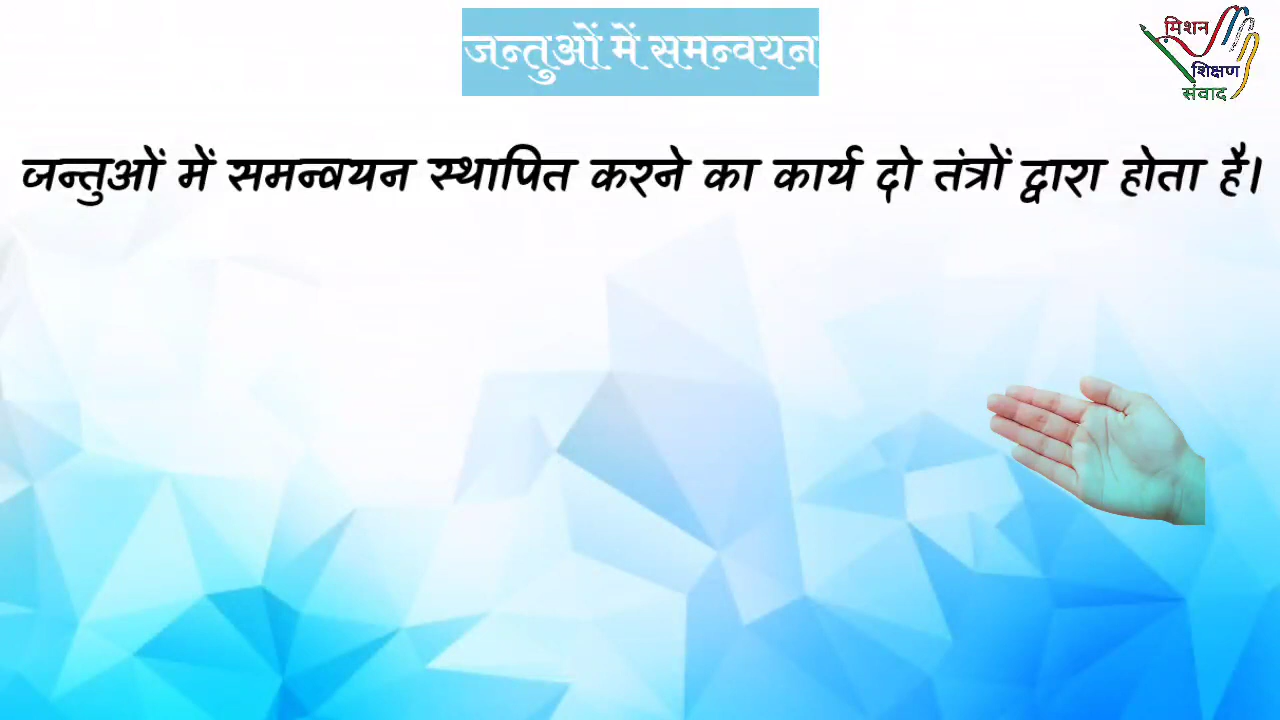 जन्तुओं में समन्वयन
मिशन
शिक्षण
संवाद
जन्तुओं में समन्वयन स्थापित करने का कार्य दो तंत्रों द्वारा होता है।